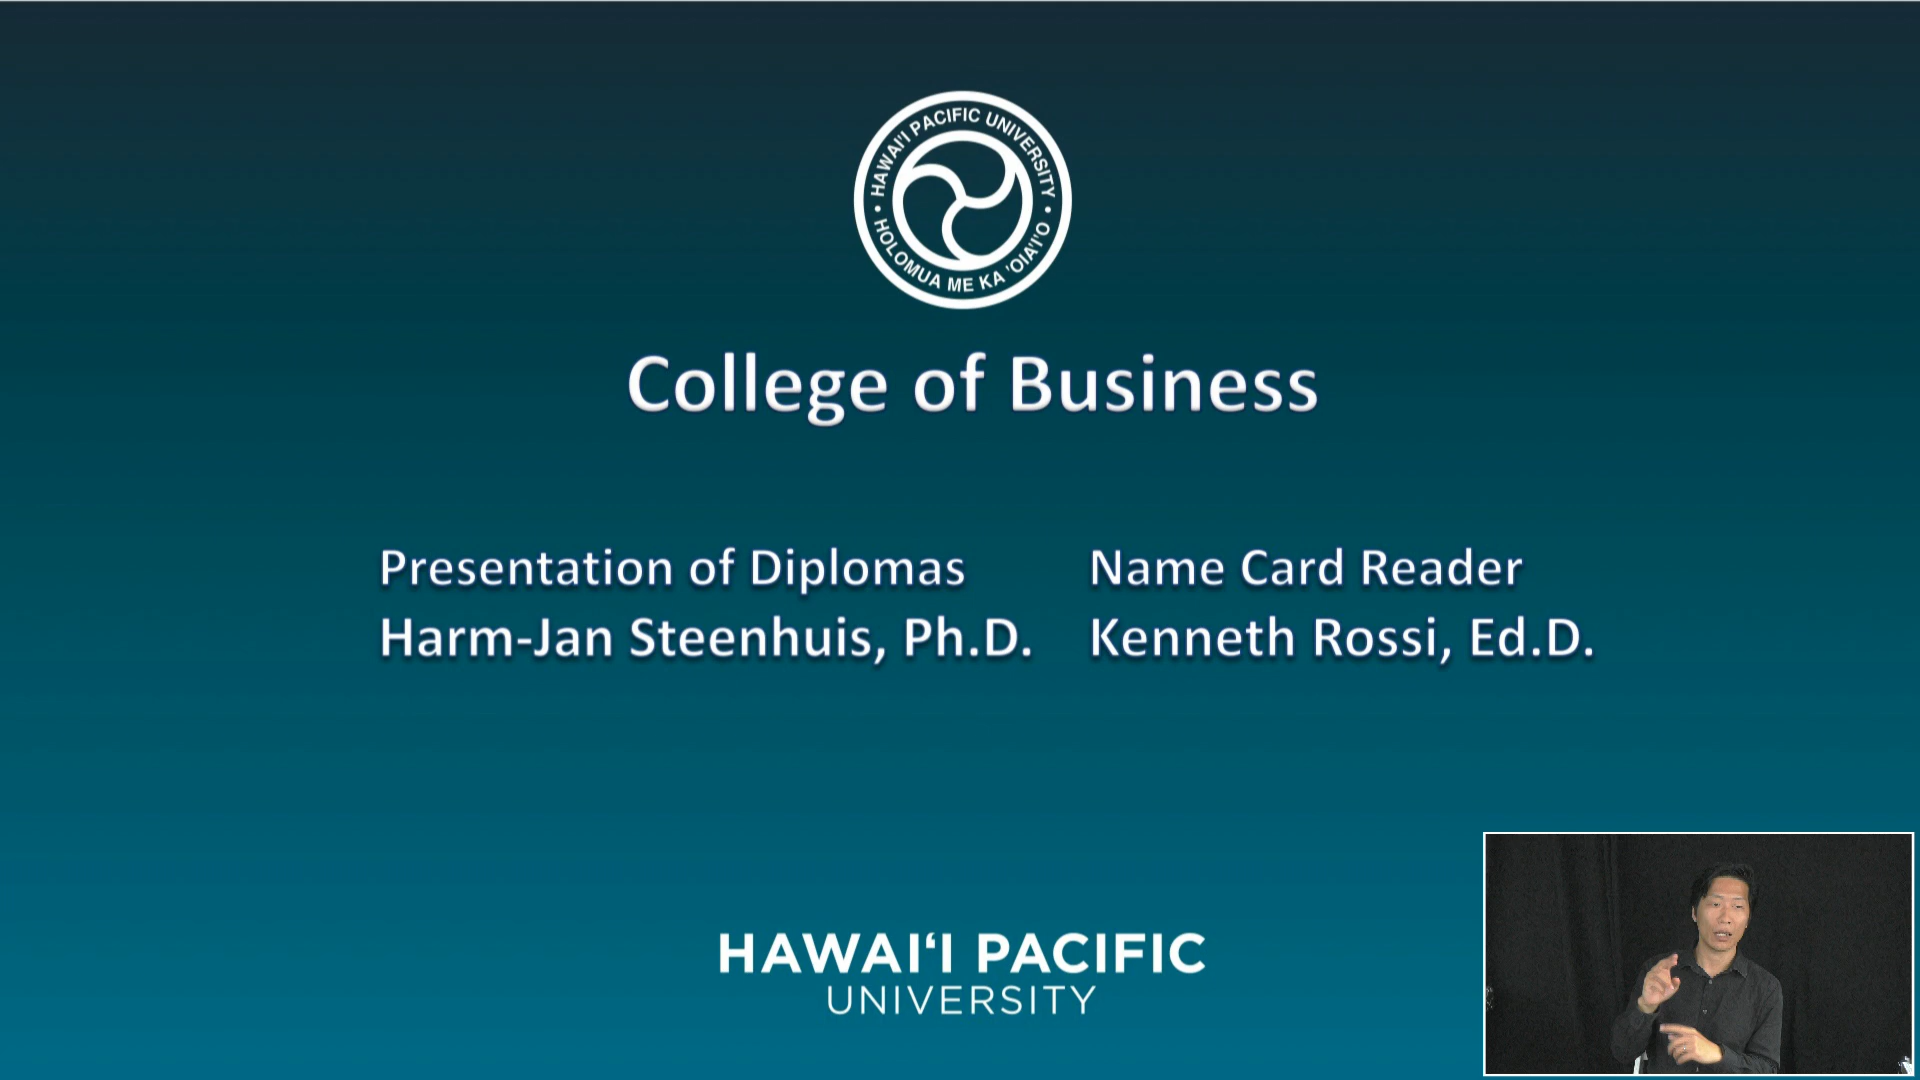 HAWAI'I PACIFIC UNIVERSITY
HOLOMUA ME KA 'OIA'I'O
College of Business
Presentation of Diplomas
Harm-Jan Steenhuis, Ph.D.
Name Card Reader
Kenneth Rossi, Ed.D.
HAWAIʻI PACIFIC
UNIVERSITY